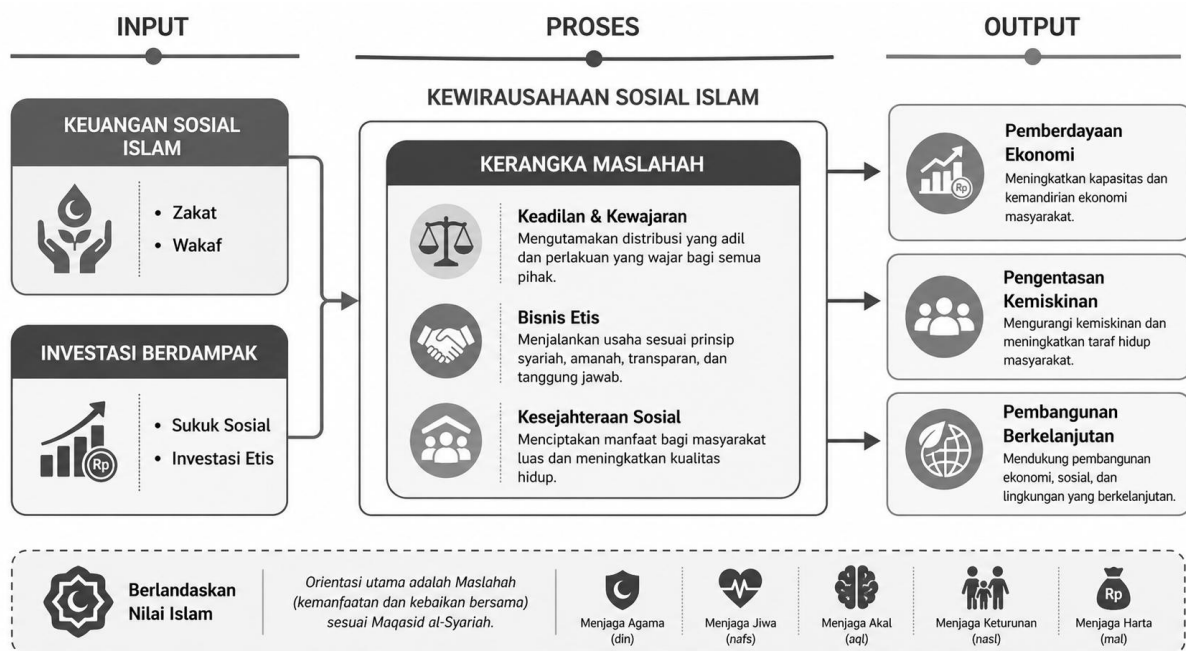 INPUT
PROSES
OUTPUT
KEUANGAN SOSIAL
ISLAM
• Zakat
• Wakaf
INVESTASI BERDAMPAK
Rp
• Sukuk Sosial
• Investasi Etis
KEWIRAUSAHAAN SOSIAL ISLAM
KERANGKA MASLAHAH
Keadilan & Kewajaran
Mengutamakan distribusi yang adil
dan perlakuan yang wajar bagi semua
pihak.
Bisnis Etis
Menjalankan usaha sesuai prinsip
syariah, amanah, transparan, dan
tanggung jawab.
Kesejahteraan Sosial
Menciptakan manfaat bagi masyarakat
luas dan meningkatkan kualitas
hidup.
Rp
Pemberdayaan
Ekonomi
Meningkatkan kapasitas dan
kemandirian ekonomi
masyarakat.
Pengentasan
Kemiskinan
Mengurangi kemiskinan dan
meningkatkan taraf hidup
masyarakat.
Pembangunan
Berkelanjutan
Mendukung pembangunan
ekonomi, sosial, dan
lingkungan yang berkelanjutan.
Berlandaskan
Nilai Islam
Orientasi utama adalah Maslahah
(kemanfaatan dan kebaikan bersama)
sesuai Maqasid al-Syariah.
Menjaga Agama
(din)
Menjaga Jiwa
(nafs)
Menjaga Akal
(aql)
Menjaga Keturunan
(nasl)
Rp
Menjaga Harta
(mal)